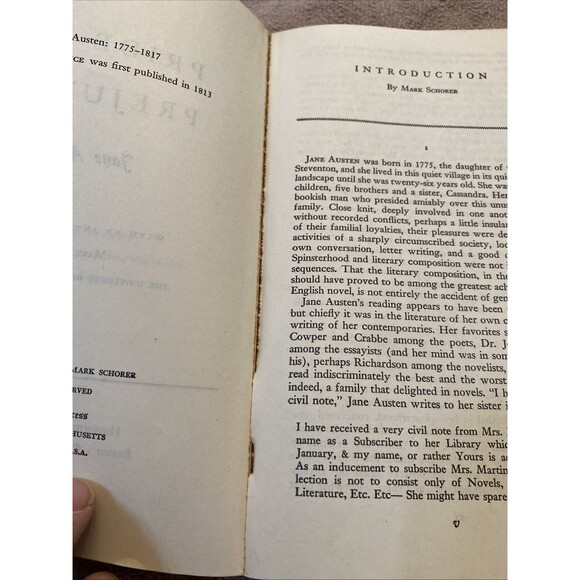 Austen: 1775-1817
CE was first published in 1813
MARK SCHORER
RVED
ress
HUSETTS
S.A.
INTRODUCTION
By MARK SCHORER
I
JANE AUSTEN was born in 1775, the daughter of
Steventon, and she lived in this quiet village in its qui
landscape until she was twenty-six years old. She was
children, five brothers and a sister, Cassandra. Her
bookish man who presided amiably over this unus
family. Close knit, deeply involved in one anot
without recorded conflicts, perhaps a little insular
of their familial loyalties, their pleasures were de
activities of a sharply circumscribed society, loc
own conversation, letter writing, and a good
Spinsterhood and literary composition were not
sequences. That the literary composition, in the
should have proved to be among the greatest ach
English novel, is not entirely the accident of gen
Jane Austen's reading appears to have been
but chiefly it was in the literature of her own c
writing of her contemporaries. Her favorites
Cowper and Crabbe among the poets, Dr. J
among the essayists (and her mind was in som
his), perhaps Richardson among the novelists,
read indiscriminately the best and the worst
indeed, a family that delighted in novels. "I h
civil note," Jane Austen writes to her sister i
I have received a very civil note from Mrs.
name as a Subscriber to her Library which
January, & my name, or rather Yours is ac
As an inducement to subscribe Mrs. Martin
lection is not to consist only of Novels,
Literature, Etc. Etc— She might have spare
v